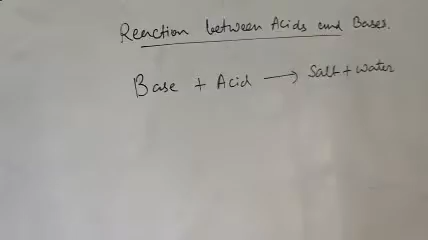 Reaction between Acids and Bases.
Base + Acid ⟶ Salt + water